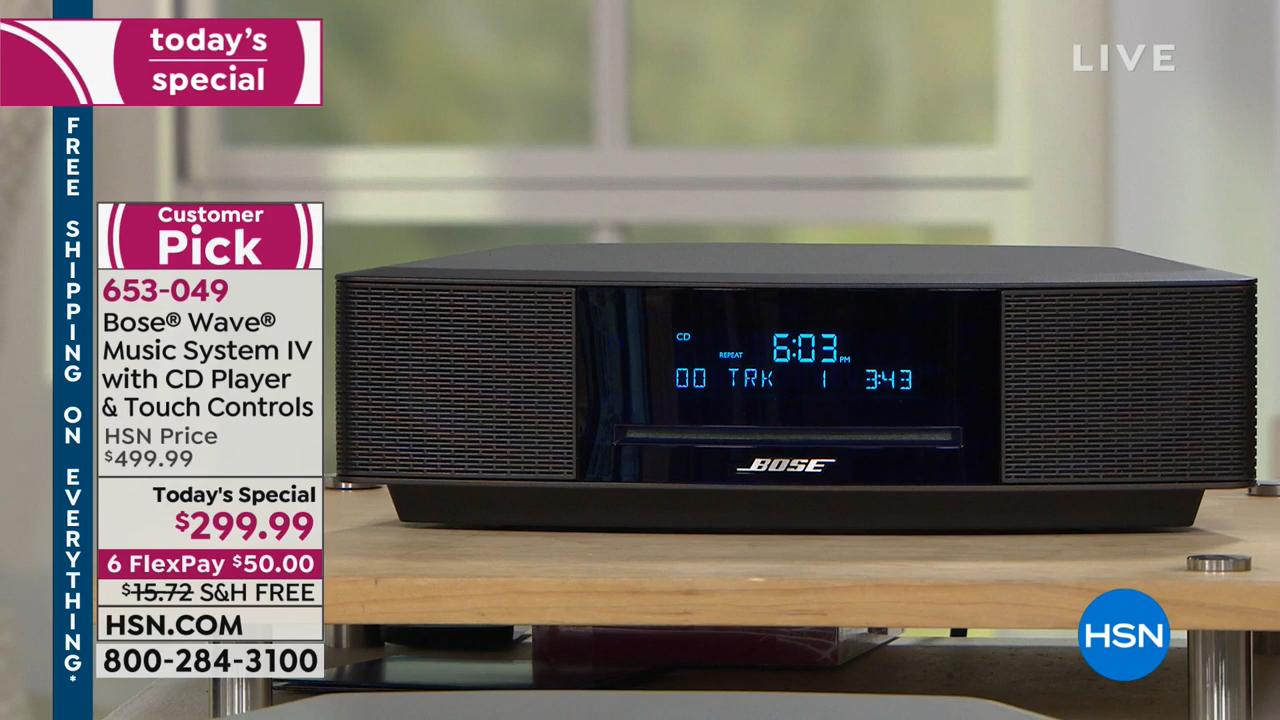 today's
special
LIVE
FREE SHIPPING ON EVERYTHING*
Customer
Pick
653-049
Bose® Wave®
Music System IV
with CD Player
& Touch Controls
HSN Price
$499.99
Today's Special
$299.99
6 FlexPay $50.00
$15.72 S&H FREE
HSN.COM
800-284-3100
CD
REPEAT 6:03 PM
00 TRK 1 3:43
BOSE
HSN